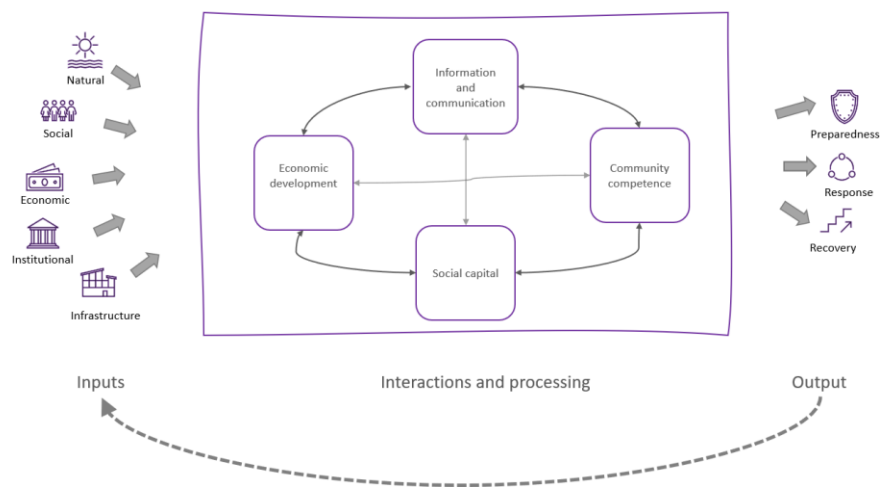 Natural
Social
Economic
Institutional
Infrastructure
Information
and
communication
Economic
development
Community
competence
Social capital
Preparedness
Response
Recovery
Inputs
Interactions and processing
Output